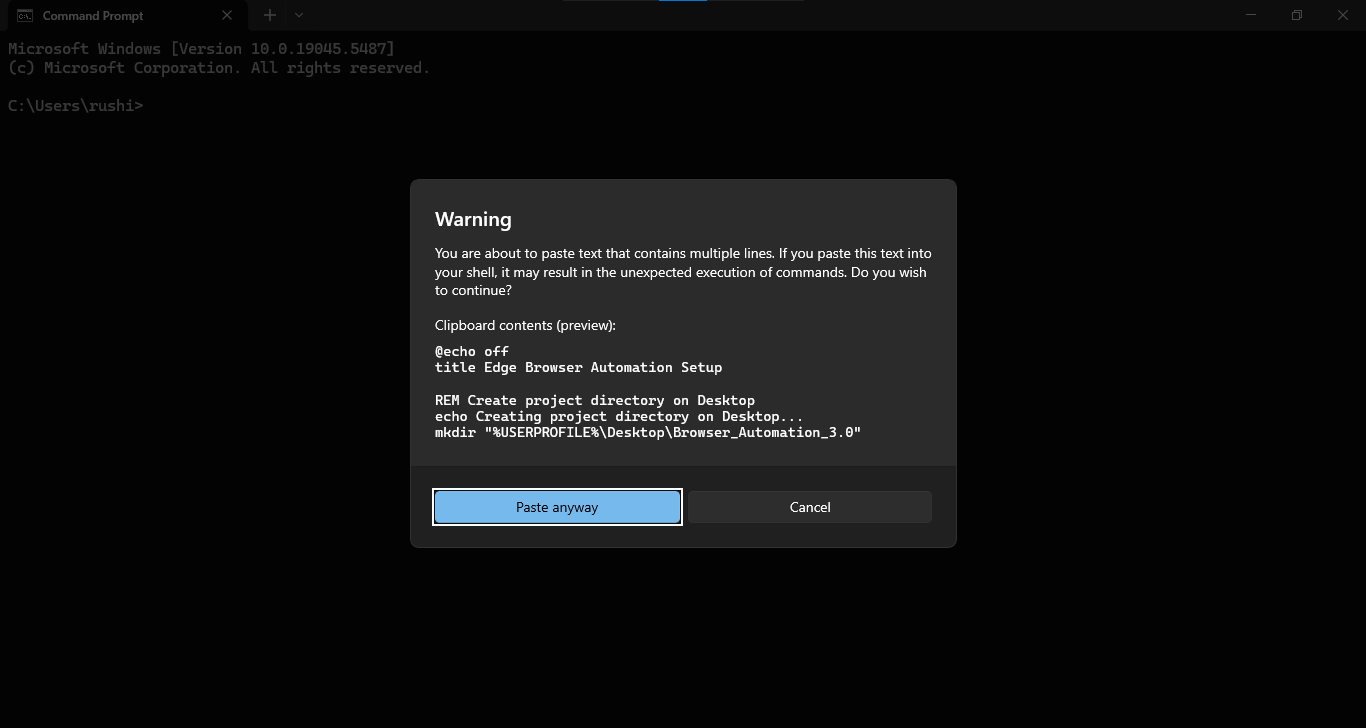 Command Prompt
Microsoft Windows [Version 10.0.19045.5487]
(c) Microsoft Corporation. All rights reserved.
C:\Users\rushi>
Warning
You are about to paste text that contains multiple lines. If you paste this text into
your shell, it may result in the unexpected execution of commands. Do you wish
to continue?
Clipboard contents (preview):
@echo off
title Edge Browser Automation Setup
REM Create project directory on Desktop
echo Creating project directory on Desktop...
mkdir "%USERPROFILE%\Desktop\Browser_Automation_3.0"
Paste anyway
Cancel